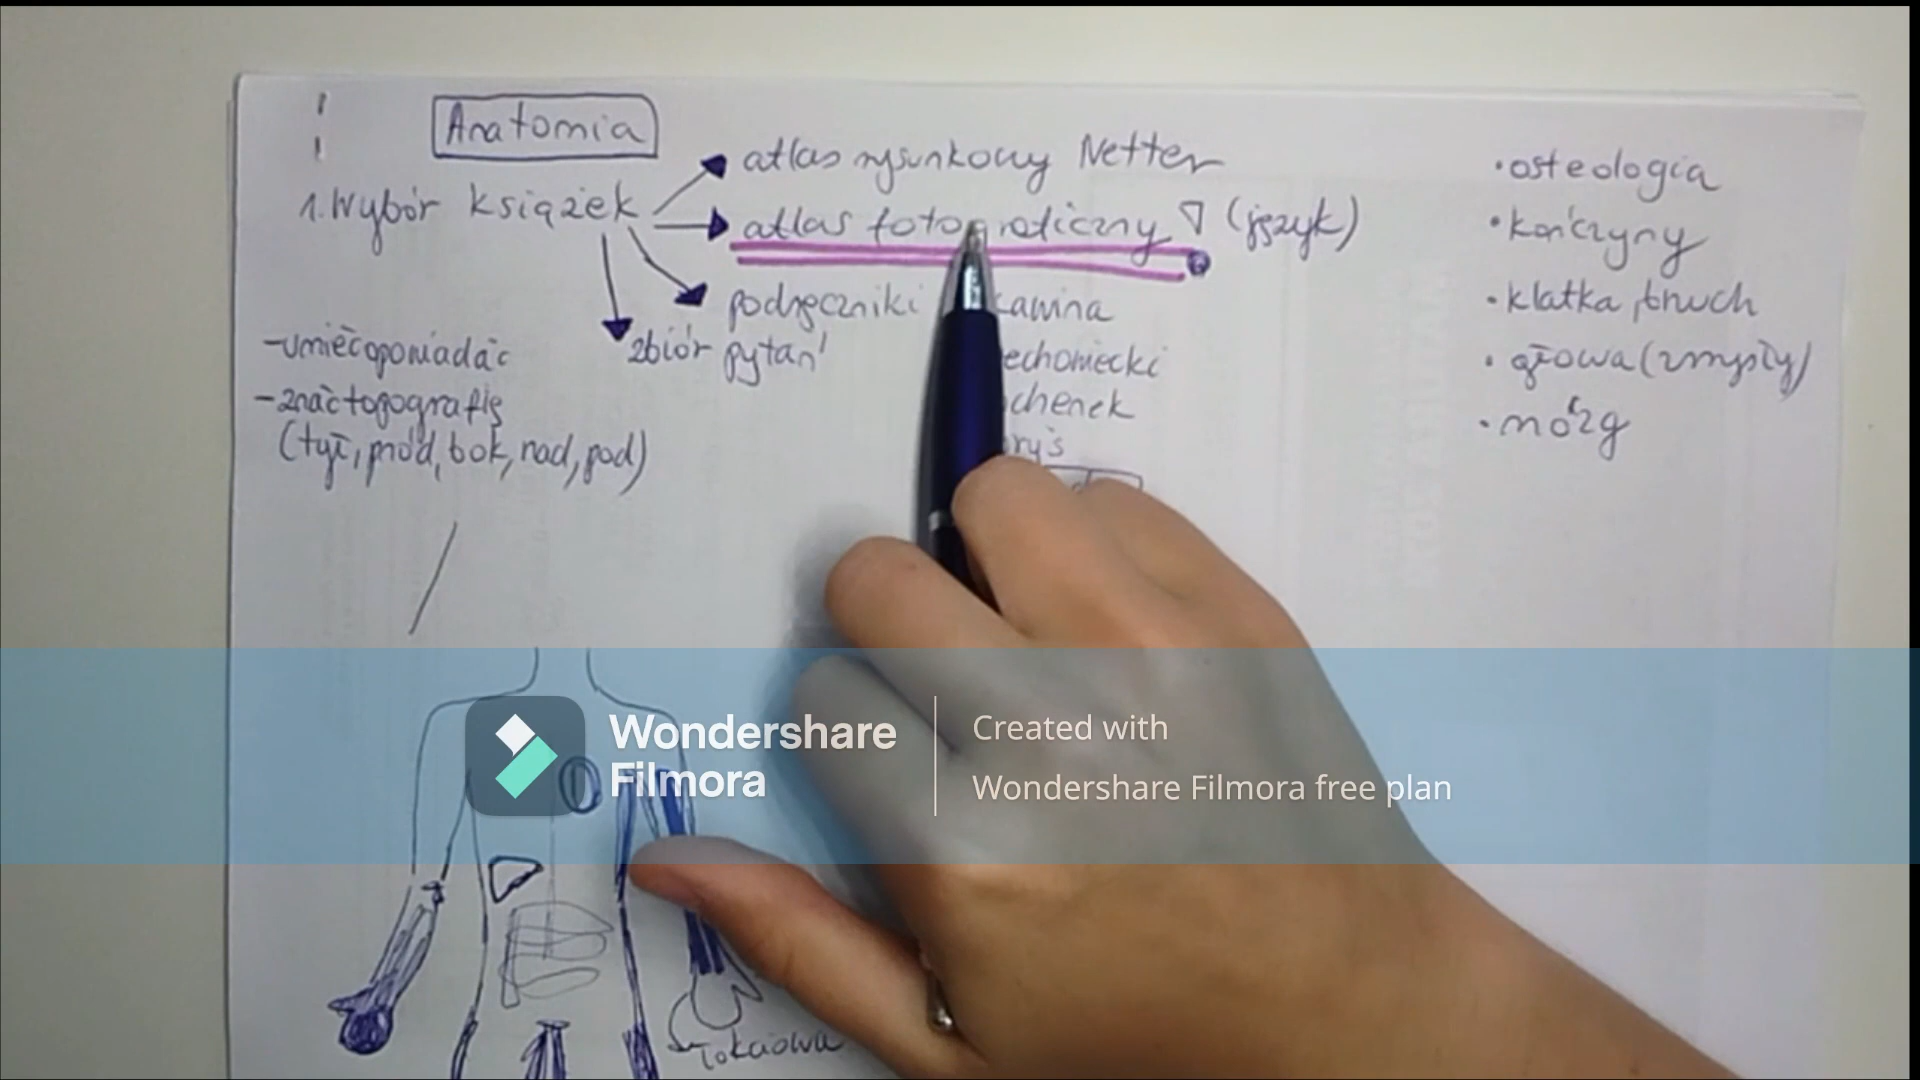 Anatomia
1. Wybór książek
atlas rysunkowy Netter
atlas fotograficzny (język)
podręczniki
zbiór pytań
- umieć opowiadać
- znać topografię
(tył, przód, bok, nad, pod)
• osteologia
• kończyny
• klatka, brzuch
• głowa (zmysły)
• mózg
łokciowa
Wondershare
Filmora
Created with
Wondershare Filmora free plan